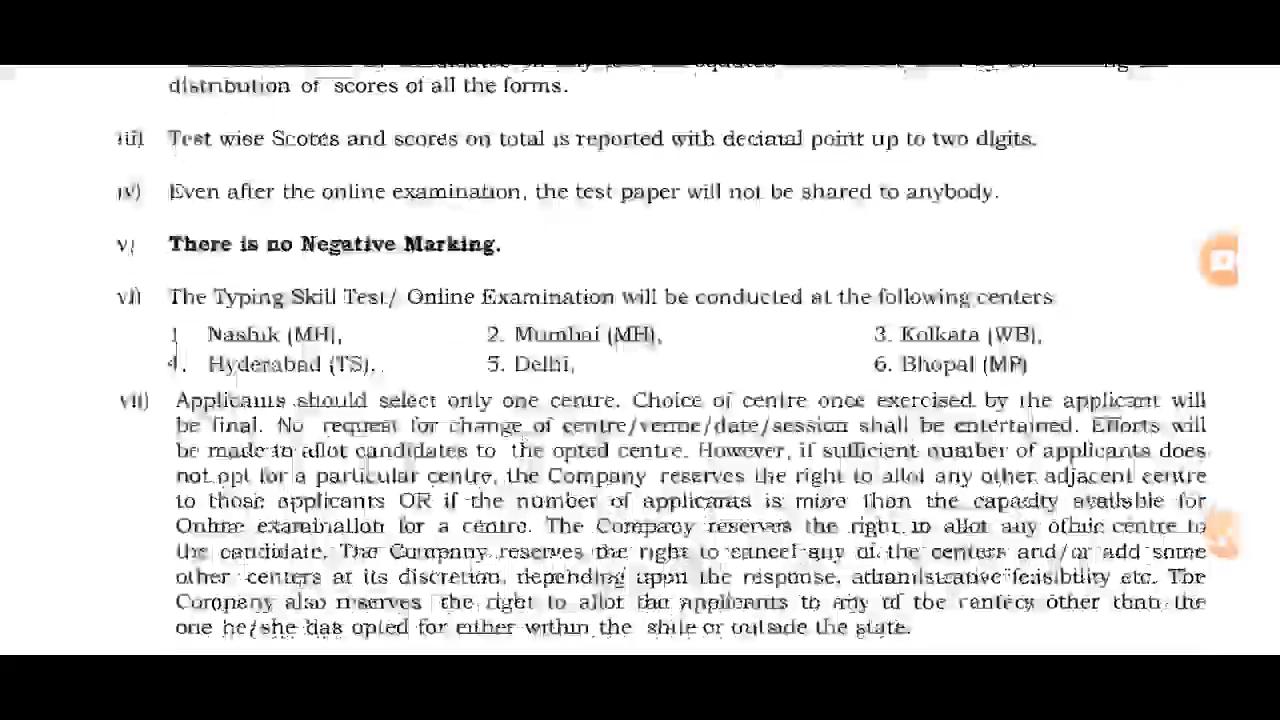 distribution of scores of all the forms.
iii) Test wise Scores and scores on total is reported with decimal point up to two digits.
iv) Even after the online examination, the test paper will not be shared to anybody.
v) There is no Negative Marking.
vi) The Typing Skill Test/ Online Examination will be conducted at the following centers
1 Nashik (MH), 2. Mumbai (MH), 3. Kolkata (WB),
4. Hyderabad (TS). 5. Delhi, 6. Bhopal (MP)
vii) Applicants should select only one centre. Choice of centre once exercised by the applicant will
be final. No request for change of centre/venue/date/session shall be entertained. Efforts will
be made to allot candidates to the opted centre. However, if sufficient number of applicants does
not opt for a particular centre, the Company reserves the right to allot any other adjacent centre
to those applicants OR if the number of applicants is more than the capacity available for
Online examination for a centre. The Company reserves the right to allot any other centre to
the candidate. The Company reserves the right to cancel any of the centers and/or add some
other centers at its discretion, depending upon the response, administrative feasibility etc. The
Company also reserves the right to allot the applicants to any of the centers other than the
one he/she has opted for either within the state or outside the state.